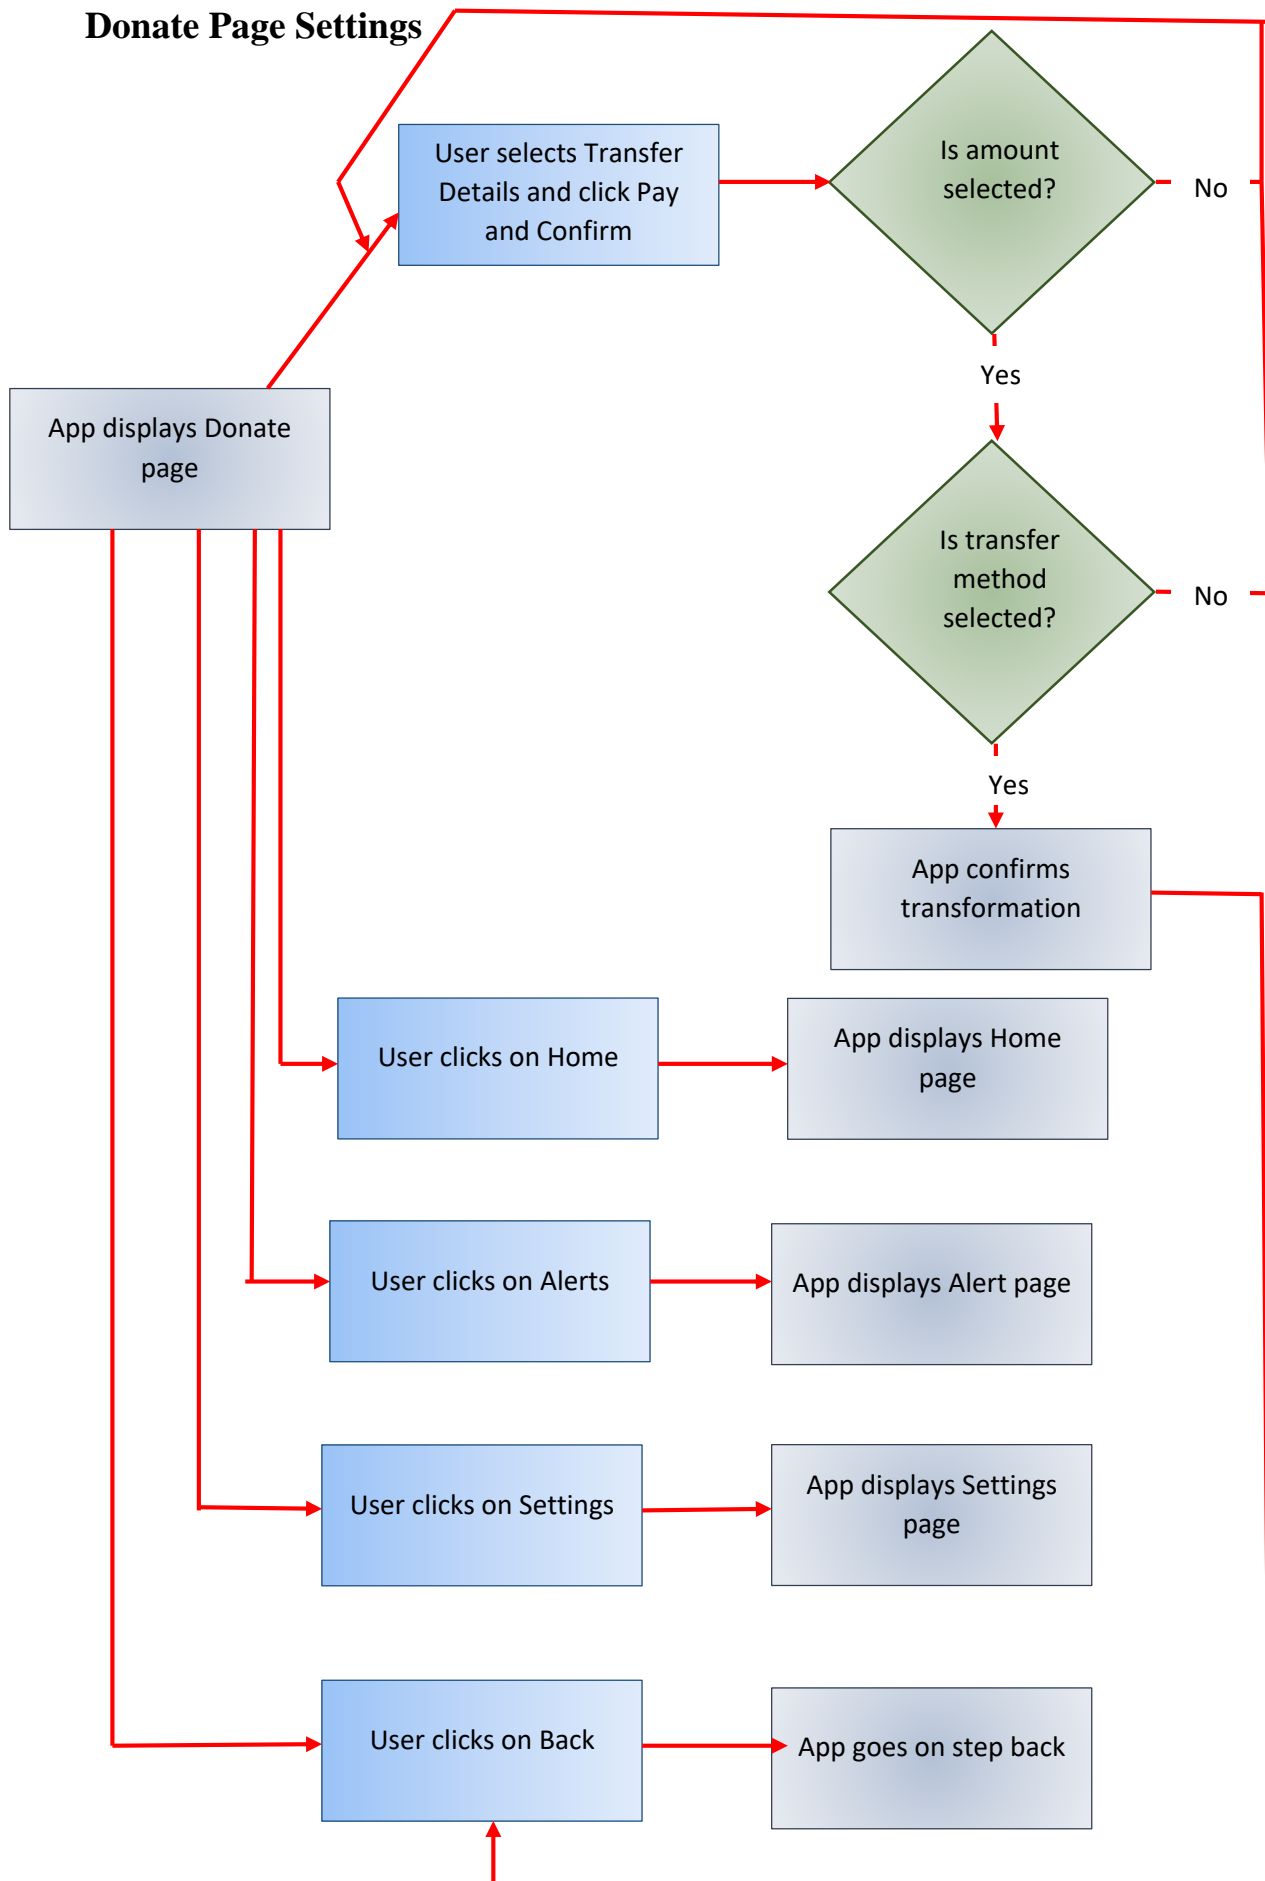 Donate Page Settings
User selects Transfer
Details and click Pay
and Confirm
Is amount
selected?
No
Yes
App displays Donate
page
Is transfer
method
selected?
No
Yes
App confirms
transformation
User clicks on Home
App displays Home
page
User clicks on Alerts
App displays Alert page
User clicks on Settings
App displays Settings
page
User clicks on Back
App goes on step back